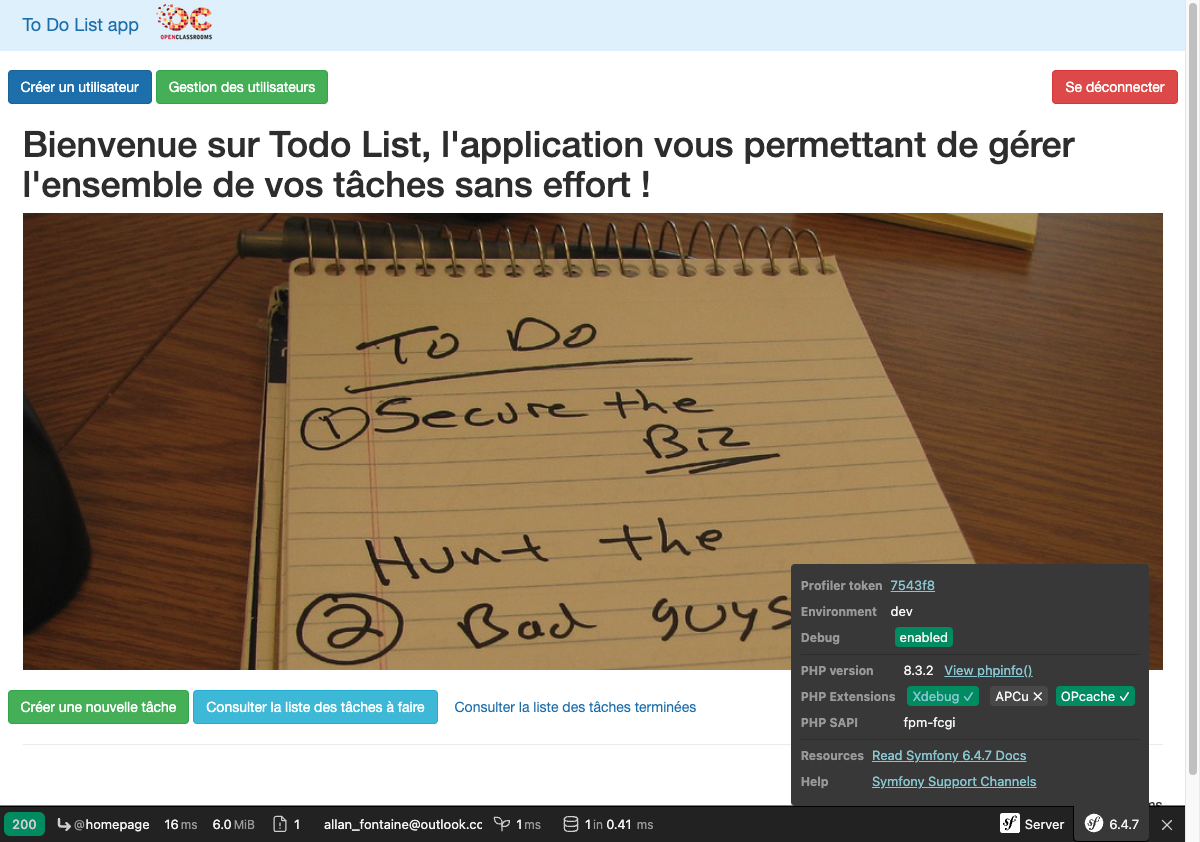 To Do List app
OC
OPENCLASSROOMS
Créer un utilisateur
Gestion des utilisateurs
Se déconnecter
Bienvenue sur Todo List, l'application vous permettant de gérer
l'ensemble de vos tâches sans effort !
To Do
1 Secure the
Biz
Hunt the
2 Bad guys
Profiler token 7543f8
Environment dev
Debug enabled
PHP version 8.3.2 View phpinfo()
PHP Extensions Xdebug ✓ APCu ✕ OPcache ✓
PHP SAPI fpm-fcgi
Resources Read Symfony 6.4.7 Docs
Help Symfony Support Channels
Créer une nouvelle tâche
Consulter la liste des tâches à faire
Consulter la liste des tâches terminées
200 @homepage 16 ms 6.0 MiB 1 allan_fontaine@outlook.cc 1 ms 1 in 0.41 ms sf Server sf 6.4.7